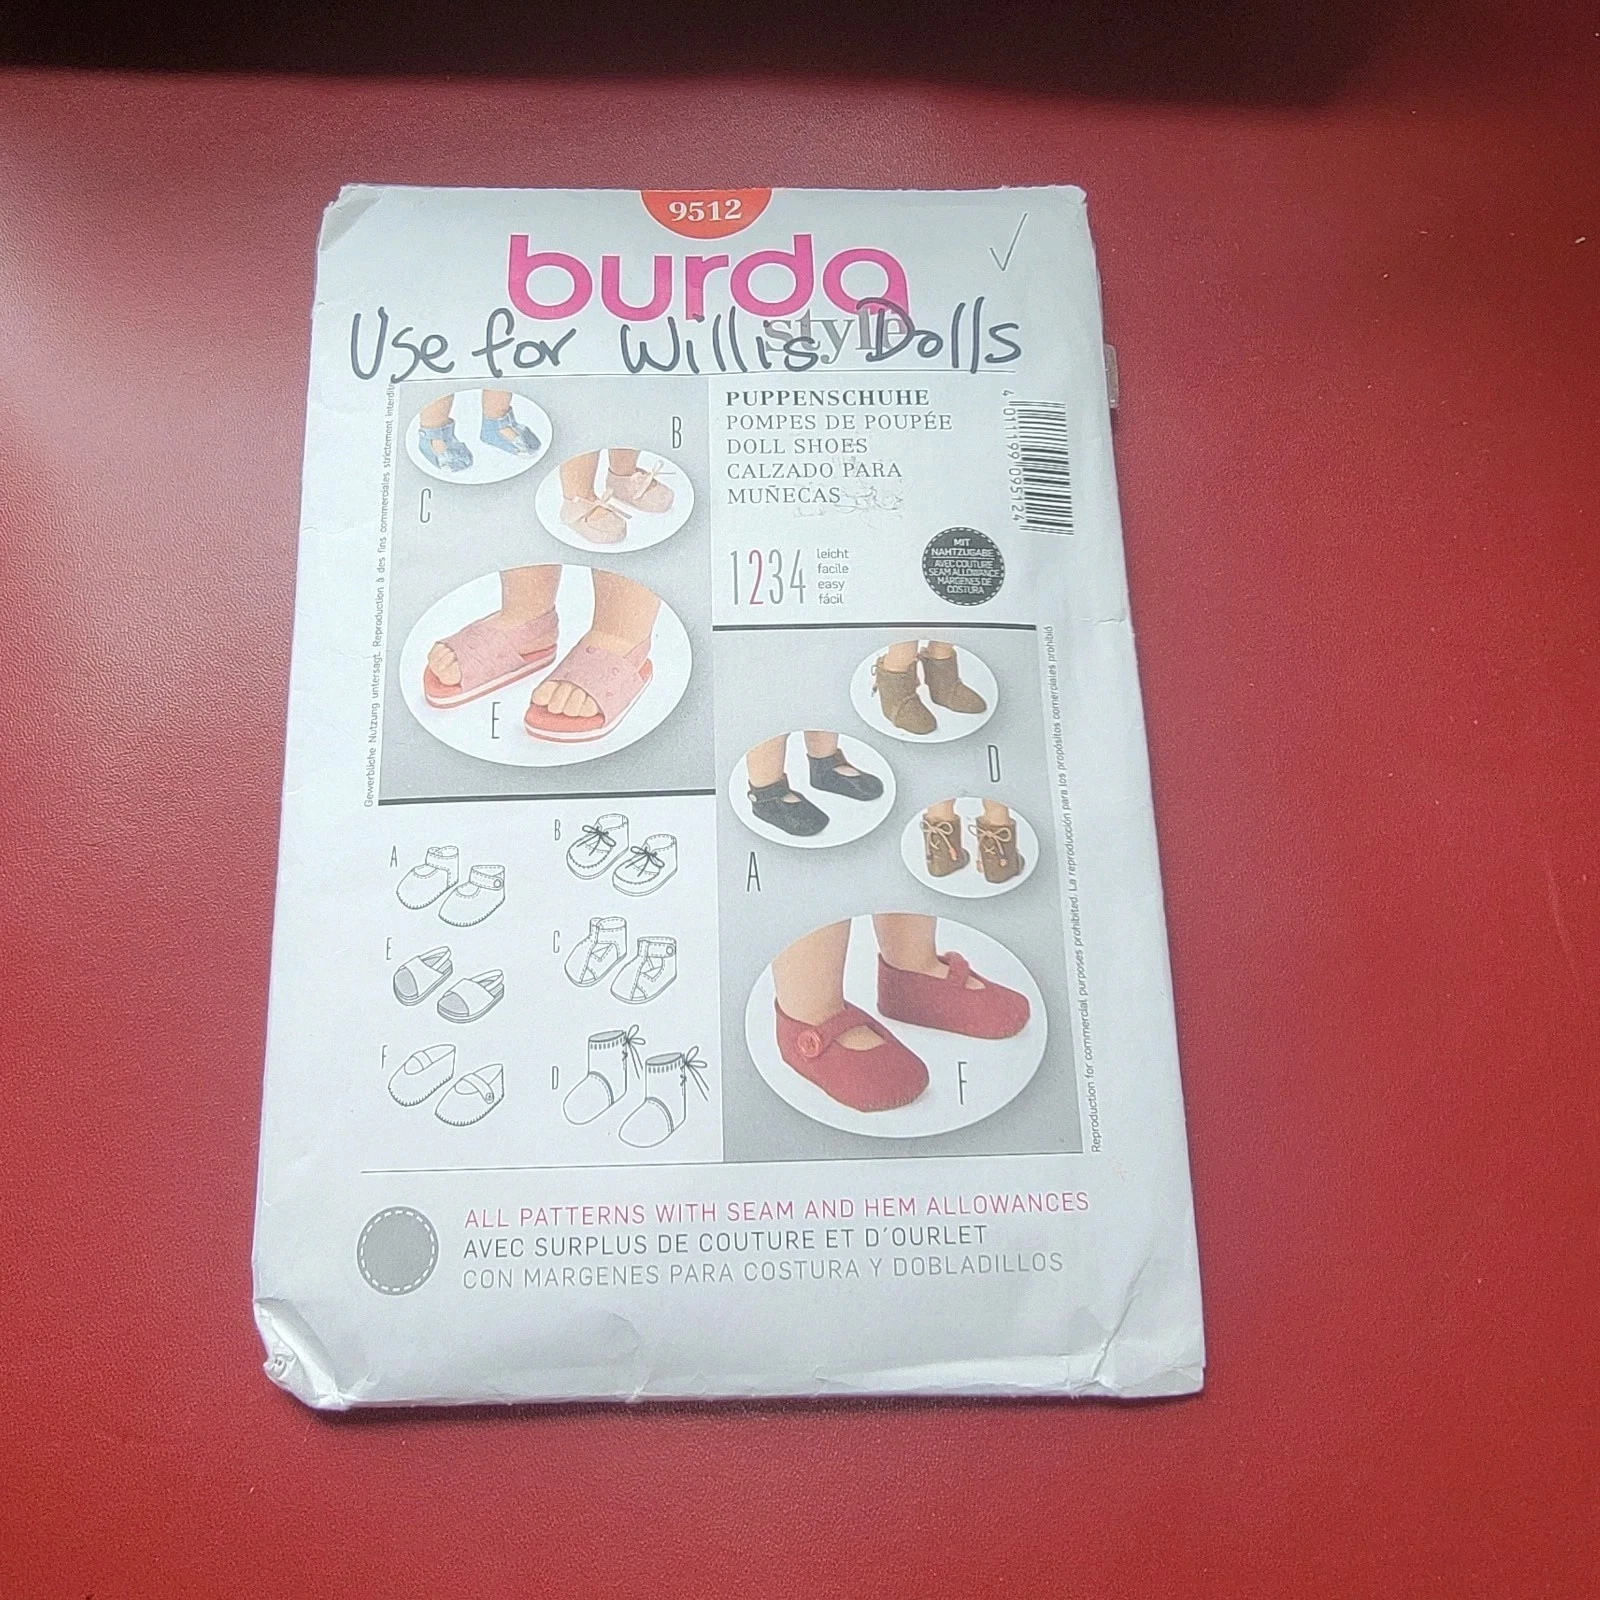 9512
burda
style
Use for Willis Dolls
PUPPENSCHUHE
POMPES DE POUPÉE
DOLL SHOES
CALZADO PARA
MUÑECAS
4 011199 095124
1234
leicht
facile
easy
fácil
MIT
NAHTZUGABE
AVEC COUTURE
SEAM ALLOWANCE
MÁRGENES DE
COSTURA
Gewerbliche Nutzung untersagt. Reproduction à des fins commerciales strictement interdite
C
B
E
D
A
F
A
B
E
C
F
D
Reproduction for commercial purposes prohibited. La reproducción para los propósitos comerciales prohibió
ALL PATTERNS WITH SEAM AND HEM ALLOWANCES
AVEC SURPLUS DE COUTURE ET D'OURLET
CON MARGENES PARA COSTURA Y DOBLADILLOS